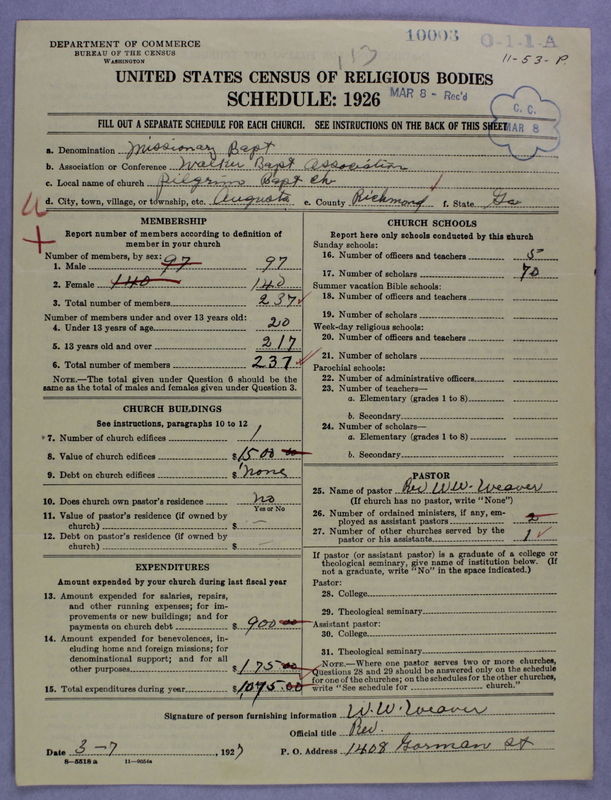 DEPARTMENT OF COMMERCE
BUREAU OF THE CENSUS
WASHINGTON
113
10003 O-1-1-A
11-53-P.
UNITED STATES CENSUS OF RELIGIOUS BODIES
SCHEDULE: 1926
MAR 8 - Rec'd
C. C.
MAR 8
FILL OUT A SEPARATE SCHEDULE FOR EACH CHURCH. SEE INSTRUCTIONS ON THE BACK OF THIS SHEET
a. Denomination Missionary Bapt
b. Association or Conference Walker Bapt Association
c. Local name of church Pilgrim Bapt Ch
d. City, town, village, or township, etc. Augusta e. County Richmond f. State Ga
MEMBERSHIP
Report number of members according to definition of
member in your church
Number of members, by sex:
1. Male 97 97
2. Female 140 140
3. Total number of members 237
Number of members under and over 13 years old:
4. Under 13 years of age 20
5. 13 years old and over 217
6. Total number of members 237
NOTE.—The total given under Question 6 should be the
same as the total of males and females given under Question 3.
CHURCH BUILDINGS
See instructions, paragraphs 10 to 12
7. Number of church edifices 1
8. Value of church edifices $1500 00
9. Debt on church edifices $ none
10. Does church own pastor's residence no
Yes or No
11. Value of pastor's residence (if owned by
church) $ —
12. Debt on pastor's residence (if owned by
church) $ —
EXPENDITURES
Amount expended by your church during last fiscal year
13. Amount expended for salaries, repairs,
and other running expenses; for im-
provements or new buildings; and for
payments on church debt $ 900 00
14. Amount expended for benevolences, in-
cluding home and foreign missions; for
denominational support; and for all
other purposes $ 175 00
15. Total expenditures during year $1,075.00
CHURCH SCHOOLS
Report here only schools conducted by this church
Sunday schools:
16. Number of officers and teachers 5
17. Number of scholars 70
Summer vacation Bible schools:
18. Number of officers and teachers
19. Number of scholars
Week-day religious schools:
20. Number of officers and teachers
21. Number of scholars
Parochial schools:
22. Number of administrative officers
23. Number of teachers—
a. Elementary (grades 1 to 8)
b. Secondary
24. Number of scholars—
a. Elementary (grades 1 to 8)
b. Secondary
PASTOR
25. Name of pastor Rev W.W. Weaver
(If church has no pastor, write "None")
26. Number of ordained ministers, if any, em-
ployed as assistant pastors 2
27. Number of other churches served by the
pastor or his assistants 1
If pastor (or assistant pastor) is a graduate of a college or
theological seminary, give name of institution below. (If
not a graduate, write "No" in the space indicated.)
Pastor:
28. College
29. Theological seminary
Assistant pastor:
30. College
31. Theological seminary
NOTE.—Where one pastor serves two or more churches,
Questions 28 and 29 should be answered only on the schedule
for one of the churches; on the schedules for the other churches,
write "See schedule for church."
Signature of person furnishing information W.W. Weaver
Official title Rev.
Date 3-7, 1927 P. O. Address 1408 Gorman St
8-5518 a 11-9554